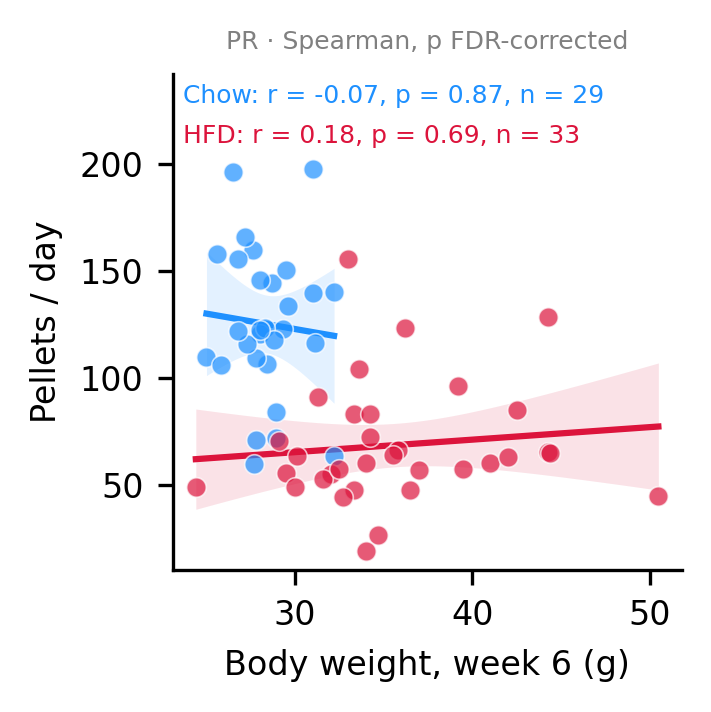 PR · Spearman, p FDR-corrected
Chow: r = -0.07, p = 0.87, n = 29
HFD: r = 0.18, p = 0.69, n = 33
200
150
100
50
Pellets / day
30 40 50
Body weight, week 6 (g)